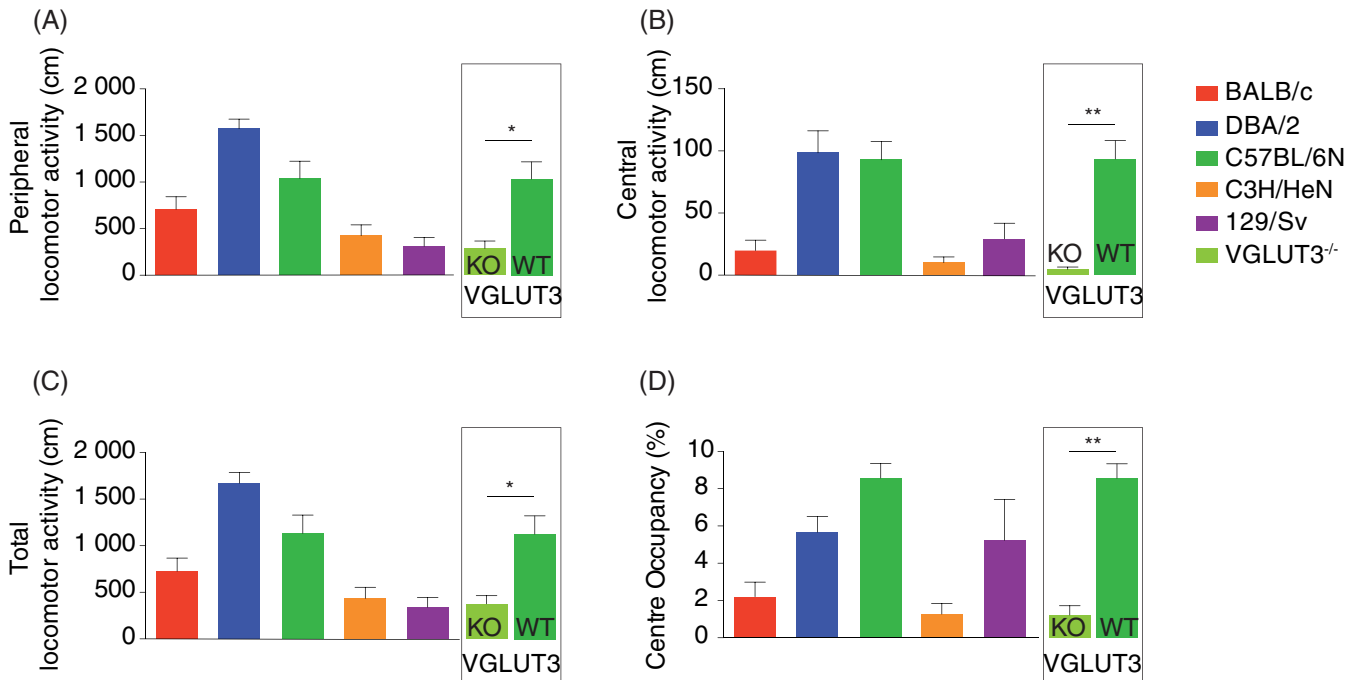 (A)
Peripheral
locomotor activity (cm)
2 000
1 500
1 000
500
0
*
KO WT
VGLUT3
(B)
Central
locomotor activity (cm)
150
100
50
0
**
KO WT
VGLUT3
BALB/c
DBA/2
C57BL/6N
C3H/HeN
129/Sv
VGLUT3-/-
(C)
Total
locomotor activity (cm)
2 000
1 500
1 000
500
0
*
KO WT
VGLUT3
(D)
Centre Occupancy (%)
10
8
6
4
2
0
**
KO WT
VGLUT3